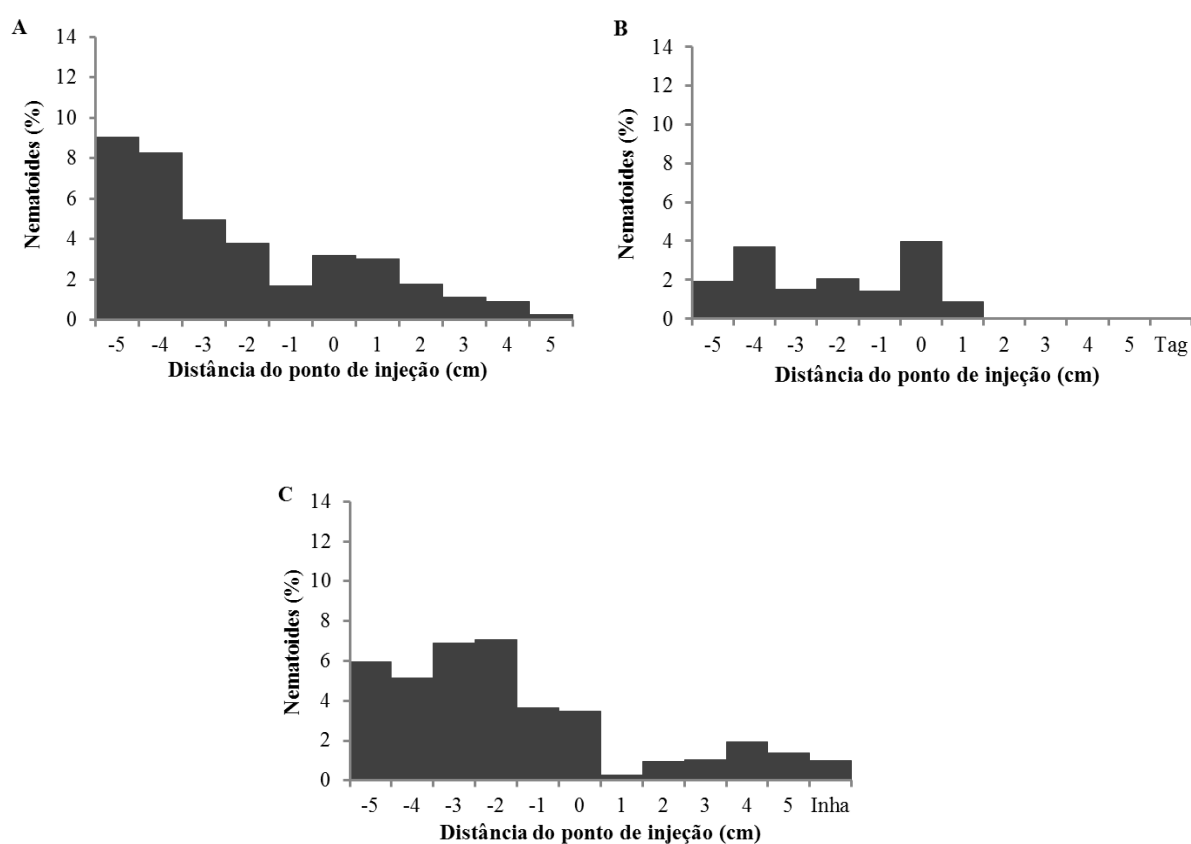 A
14
12
10
8
6
4
2
0
Nematoides (%)
-5 -4 -3 -2 -1 0 1 2 3 4 5
Distância do ponto de injeção (cm)
B
14
12
10
8
6
4
2
0
Nematoides (%)
-5 -4 -3 -2 -1 0 1 2 3 4 5 Tag
Distância do ponto de injeção (cm)
C
14
12
10
8
6
4
2
0
Nematoides (%)
-5 -4 -3 -2 -1 0 1 2 3 4 5 Inha
Distância do ponto de injeção (cm)